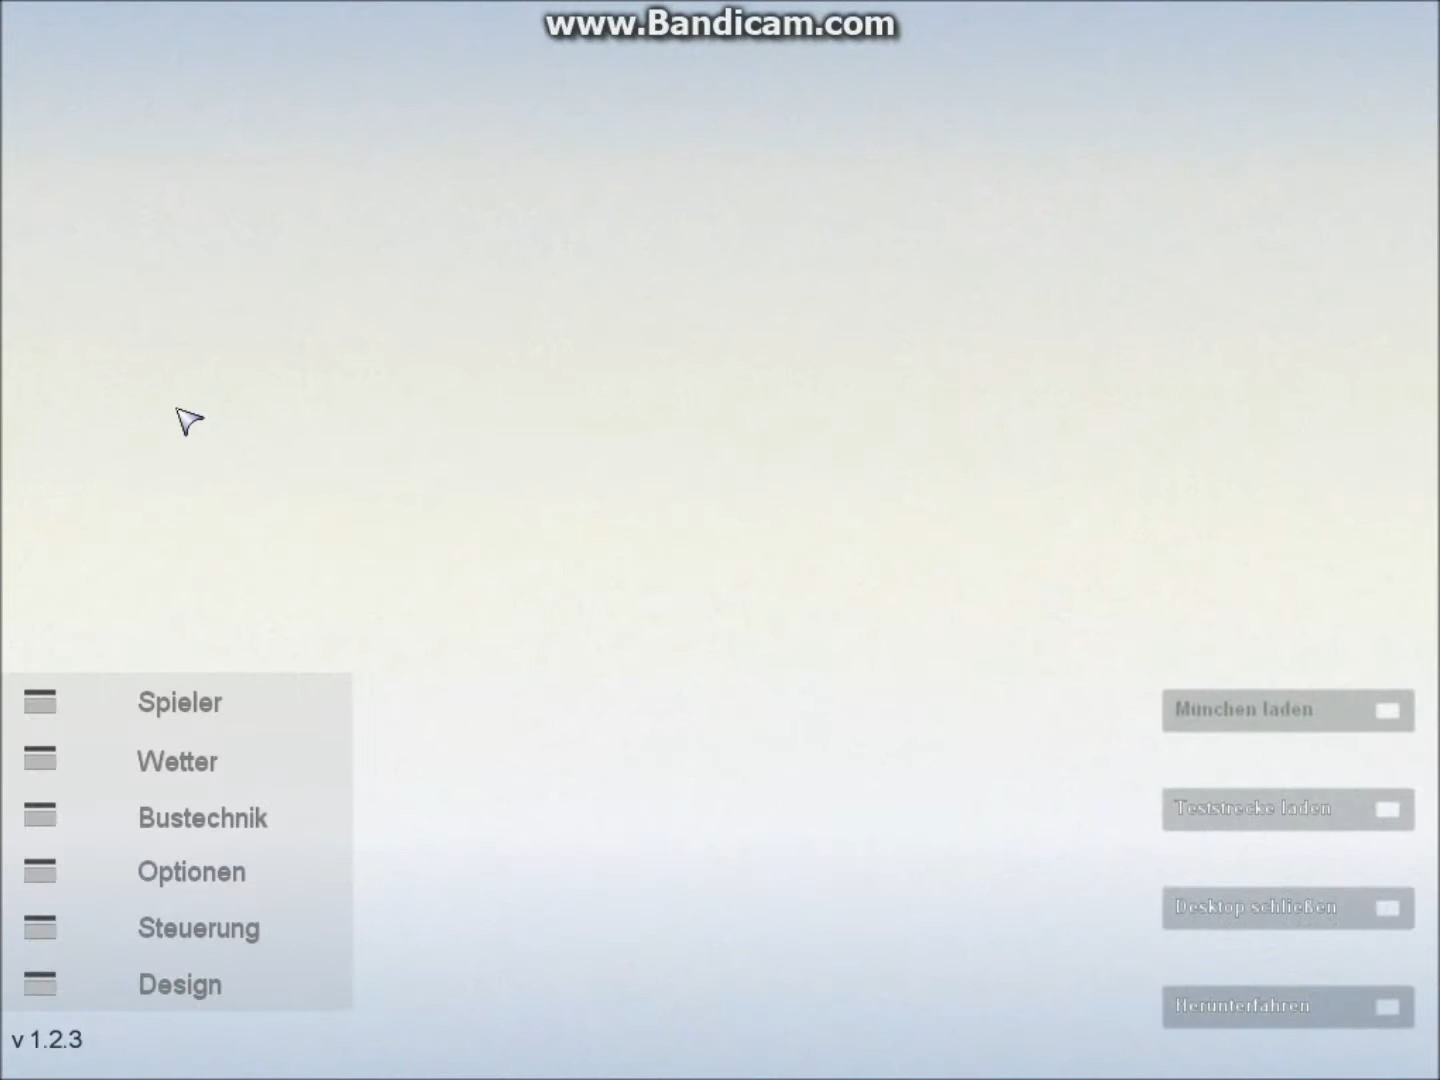 www.Bandicam.com
Spieler
Wetter
Bustechnik
Optionen
Steuerung
Design
v 1.2.3
München laden
Teststrecke laden
Desktop schließen
Herunterfahren